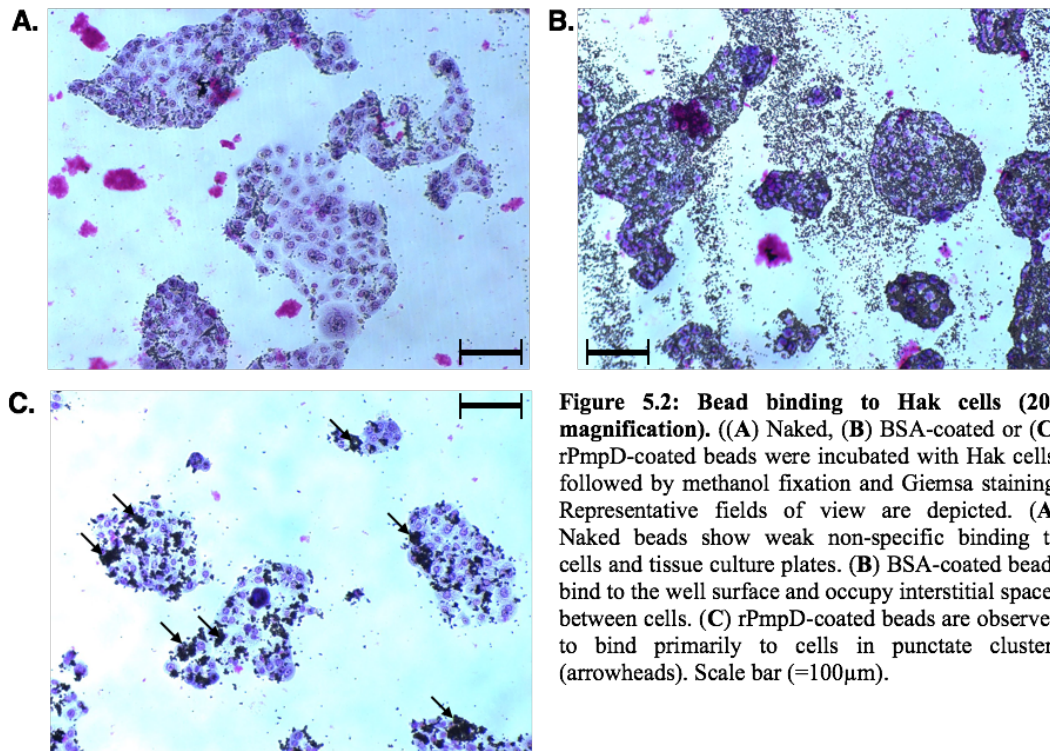 A.
B.
C.
Figure 5.2: Bead binding to Hak cells (20
magnification). ((A) Naked, (B) BSA-coated or (C
rPmpD-coated beads were incubated with Hak cells
followed by methanol fixation and Giemsa staining
Representative fields of view are depicted. (A
Naked beads show weak non-specific binding t
cells and tissue culture plates. (B) BSA-coated bead
bind to the well surface and occupy interstitial space
between cells. (C) rPmpD-coated beads are observe
to bind primarily to cells in punctate cluster
(arrowheads). Scale bar (=100µm).